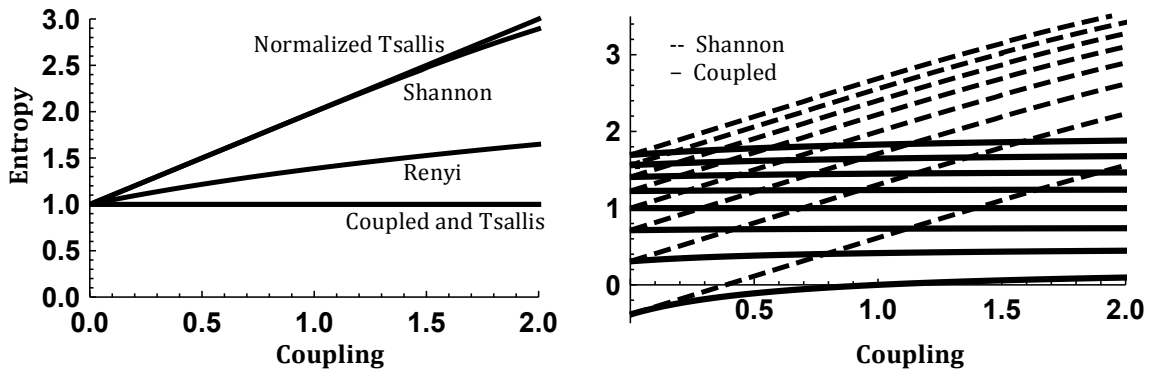 3.0
Normalized Tsallis
2.5
Shannon
2.0
Entropy
1.5
Renyi
1.0
Coupled and Tsallis
0.5
0.0
0.0 0.5 1.0 1.5 2.0
Coupling
-- Shannon
– Coupled
3
2
1
0
0.5 1.0 1.5 2.0
Coupling